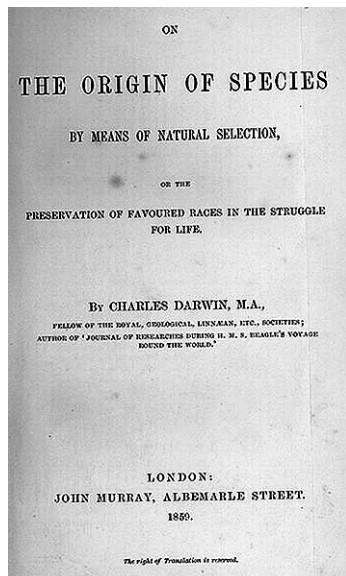 ON
THE ORIGIN OF SPECIES
BY MEANS OF NATURAL SELECTION,
OR THE
PRESERVATION OF FAVOURED RACES IN THE STRUGGLE
FOR LIFE.
BY CHARLES DARWIN, M.A.,
FELLOW OF THE ROYAL, GEOLOGICAL, LINNÆAN, ETC., SOCIETIES;
AUTHOR OF 'JOURNAL OF RESEARCHES DURING H. M. S. BEAGLE'S VOYAGE
ROUND THE WORLD.'
LONDON:
JOHN MURRAY, ALBEMARLE STREET.
1859.
The right of Translation is reserved.